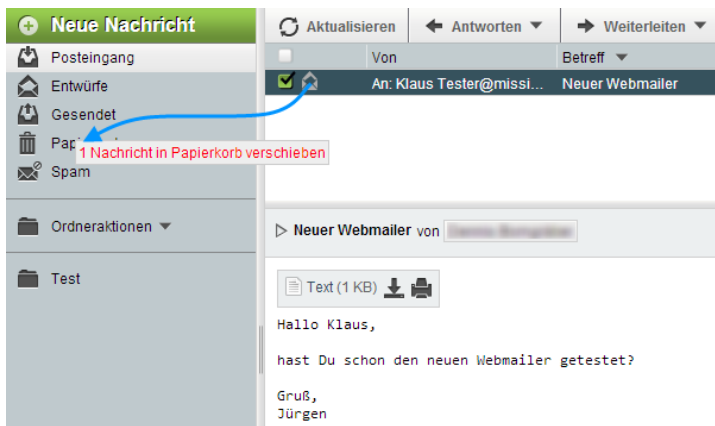 Neue Nachricht
Aktualisieren
Antworten
Weiterleiten
Posteingang
Von
Betreff
Entwürfe
An: Klaus Tester@missi...
Neuer Webmailer
Gesendet
1 Nachricht in Papierkorb verschieben
Spam
Ordneraktionen
Neuer Webmailer von
Test
Text (1 KB)
Hallo Klaus,
hast Du schon den neuen Webmailer getestet?
Gruß,
Jürgen